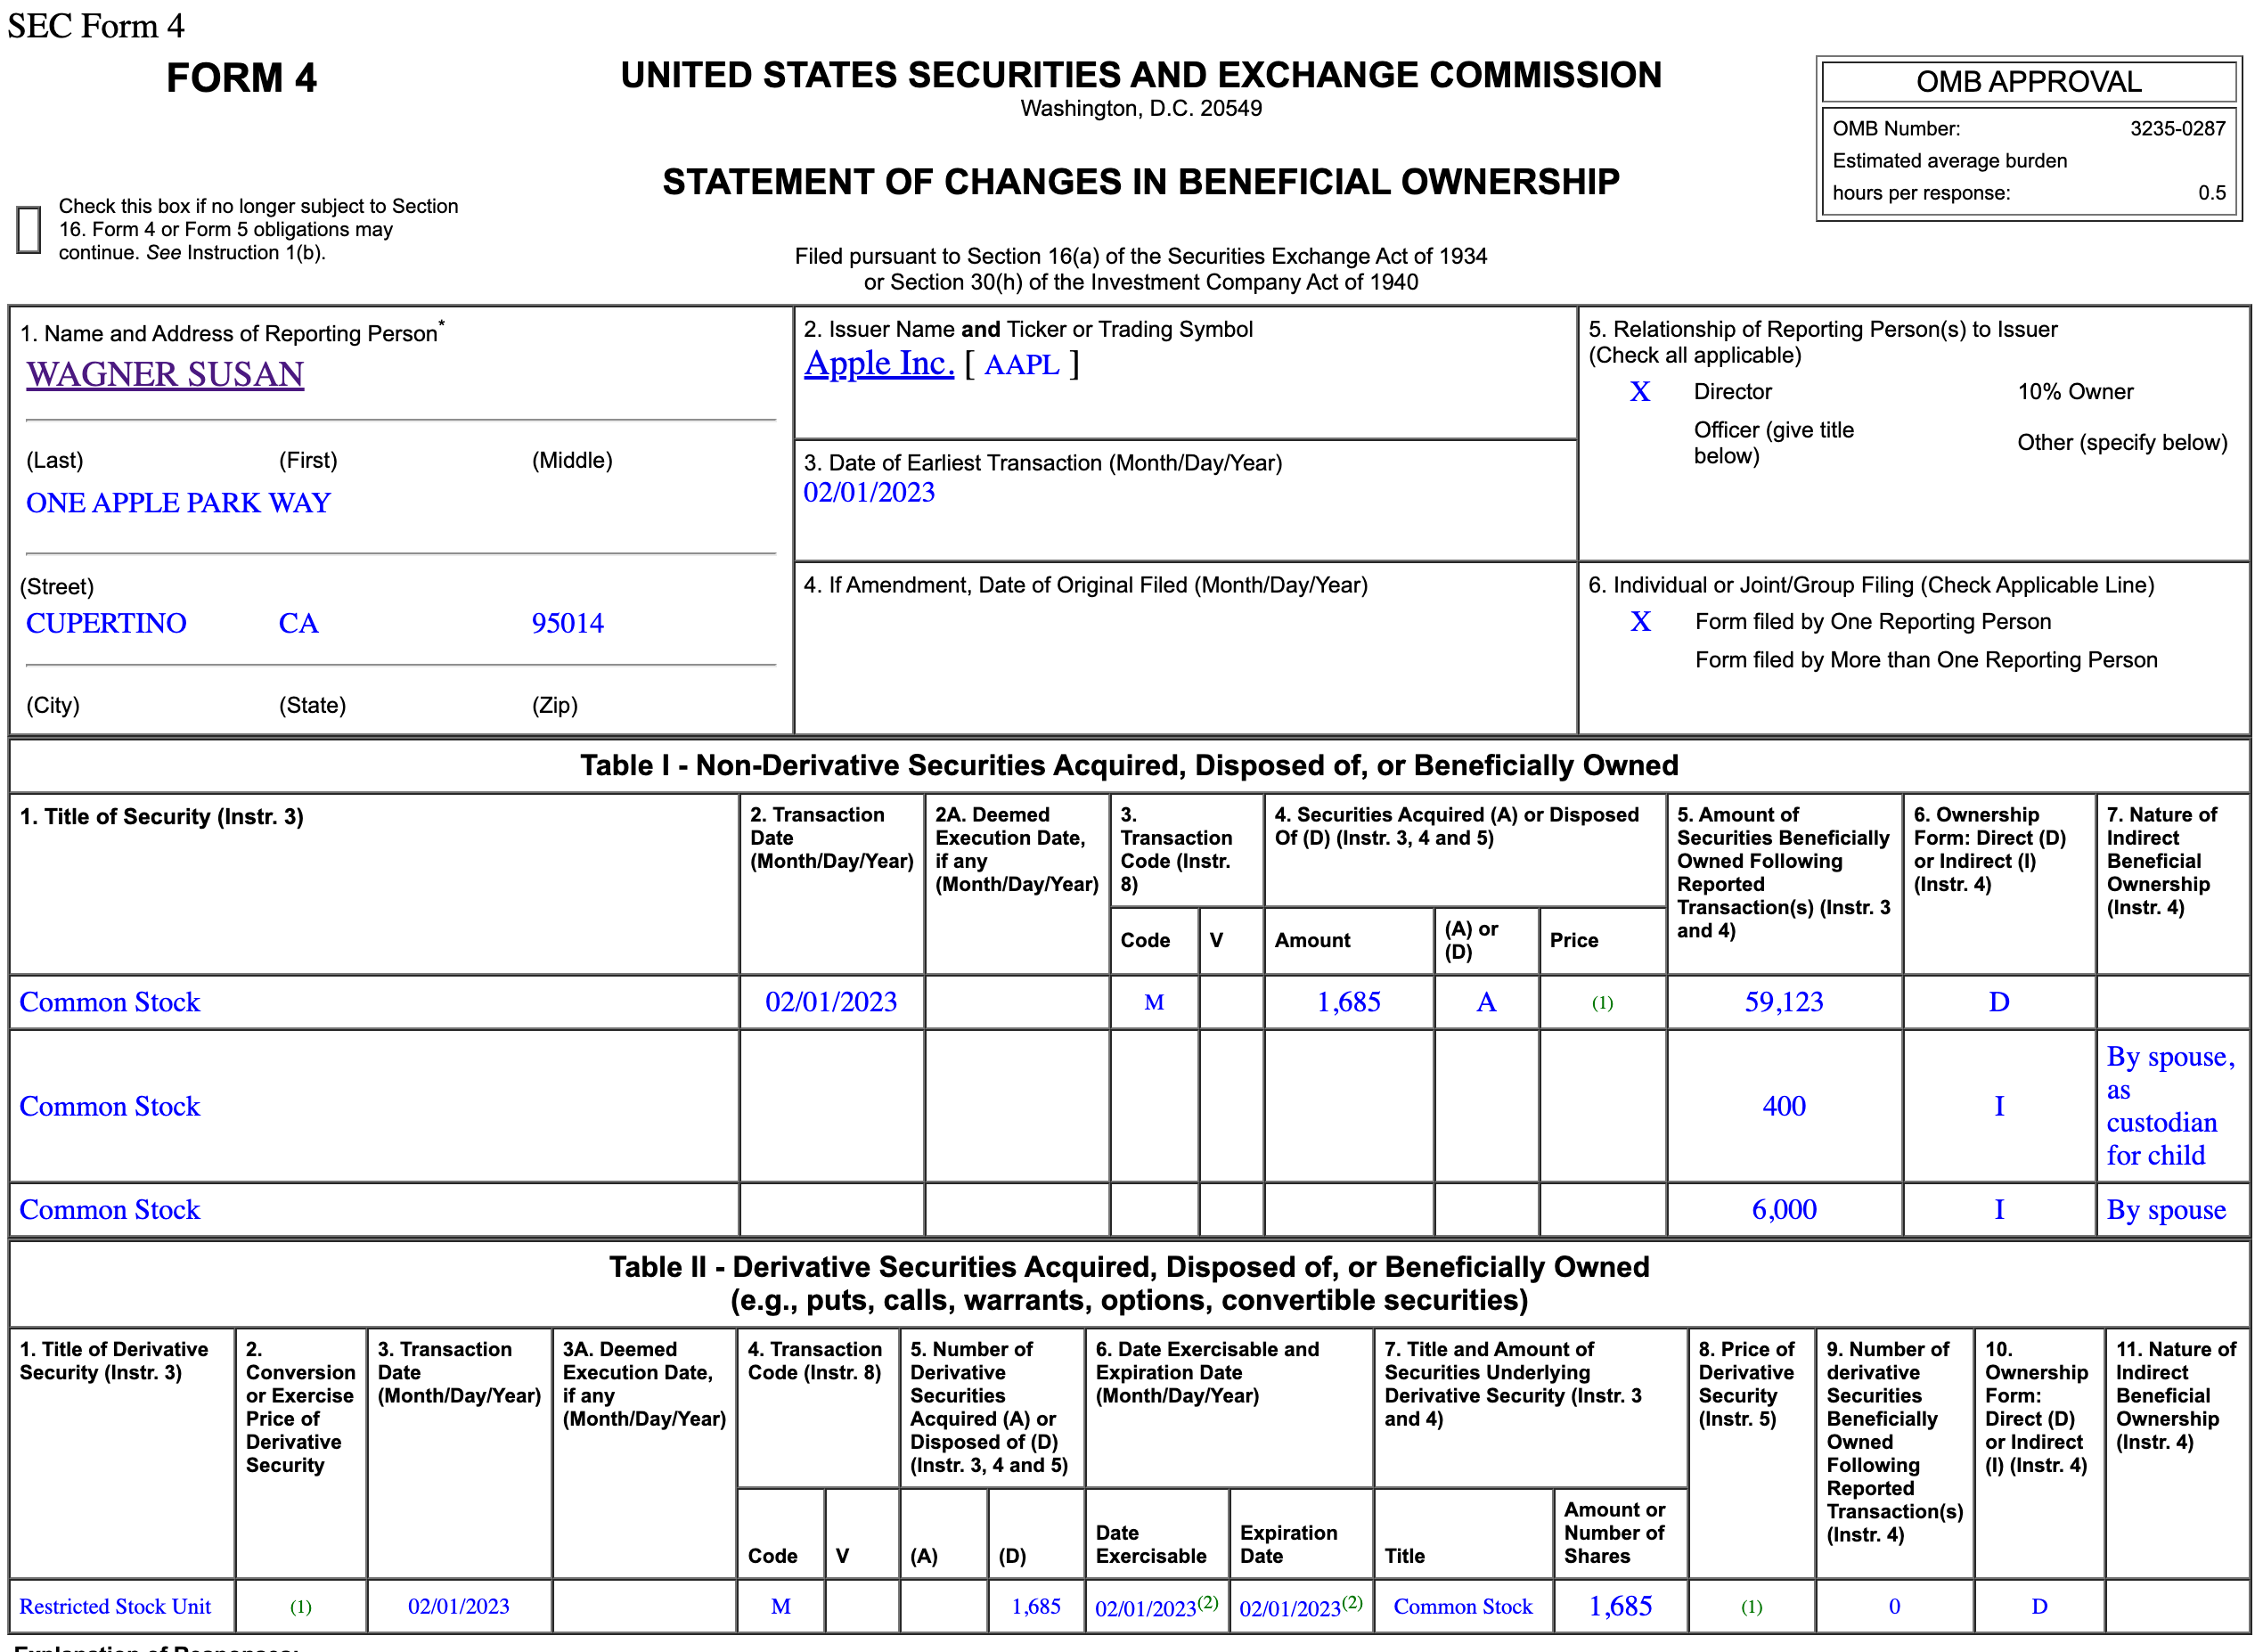 SEC Form 4
FORM 4
UNITED STATES SECURITIES AND EXCHANGE COMMISSION
Washington, D.C. 20549
STATEMENT OF CHANGES IN BENEFICIAL OWNERSHIP
Filed pursuant to Section 16(a) of the Securities Exchange Act of 1934
or Section 30(h) of the Investment Company Act of 1940
OMB APPROVAL
OMB Number: 3235-0287
Estimated average burden
hours per response: 0.5
Check this box if no longer subject to Section
16. Form 4 or Form 5 obligations may
continue. See Instruction 1(b).
1. Name and Address of Reporting Person*
WAGNER SUSAN
(Last) (First) (Middle)
ONE APPLE PARK WAY
(Street)
CUPERTINO CA 95014
(City) (State) (Zip)
2. Issuer Name and Ticker or Trading Symbol
Apple Inc. [ AAPL ]
3. Date of Earliest Transaction (Month/Day/Year)
02/01/2023
4. If Amendment, Date of Original Filed (Month/Day/Year)
5. Relationship of Reporting Person(s) to Issuer
(Check all applicable)
X Director 10% Owner
Officer (give title
below)
Other (specify below)
6. Individual or Joint/Group Filing (Check Applicable Line)
X Form filed by One Reporting Person
Form filed by More than One Reporting Person
Table I - Non-Derivative Securities Acquired, Disposed of, or Beneficially Owned
1. Title of Security (Instr. 3)
2. Transaction
Date
(Month/Day/Year)
2A. Deemed
Execution Date,
if any
(Month/Day/Year)
3.
Transaction
Code (Instr.
8)
4. Securities Acquired (A) or Disposed
Of (D) (Instr. 3, 4 and 5)
5. Amount of
Securities Beneficially
Owned Following
Reported
Transaction(s) (Instr. 3
and 4)
6. Ownership
Form: Direct (D)
or Indirect (I)
(Instr. 4)
7. Nature of
Indirect
Beneficial
Ownership
(Instr. 4)
Code V Amount
(A) or
(D)
Price
Common Stock 02/01/2023 M 1,685 A (1) 59,123 D
Common Stock 400 I
By spouse,
as
custodian
for child
Common Stock 6,000 I By spouse
Table II - Derivative Securities Acquired, Disposed of, or Beneficially Owned
(e.g., puts, calls, warrants, options, convertible securities)
1. Title of Derivative
Security (Instr. 3)
2.
Conversion
or Exercise
Price of
Derivative
Security
3. Transaction
Date
(Month/Day/Year)
3A. Deemed
Execution Date,
if any
(Month/Day/Year)
4. Transaction
Code (Instr. 8)
5. Number of
Derivative
Securities
Acquired (A) or
Disposed of (D)
(Instr. 3, 4 and 5)
6. Date Exercisable and
Expiration Date
(Month/Day/Year)
7. Title and Amount of
Securities Underlying
Derivative Security (Instr. 3
and 4)
8. Price of
Derivative
Security
(Instr. 5)
9. Number of
derivative
Securities
Beneficially
Owned
Following
Reported
Transaction(s)
(Instr. 4)
10.
Ownership
Form:
Direct (D)
or Indirect
(I) (Instr. 4)
11. Nature of
Indirect
Beneficial
Ownership
(Instr. 4)
Code V (A) (D)
Date
Exercisable
Expiration
Date
Title
Amount or
Number of
Shares
Restricted Stock Unit (1) 02/01/2023 M 1,685 02/01/2023(2) 02/01/2023(2) Common Stock 1,685 (1) 0 D